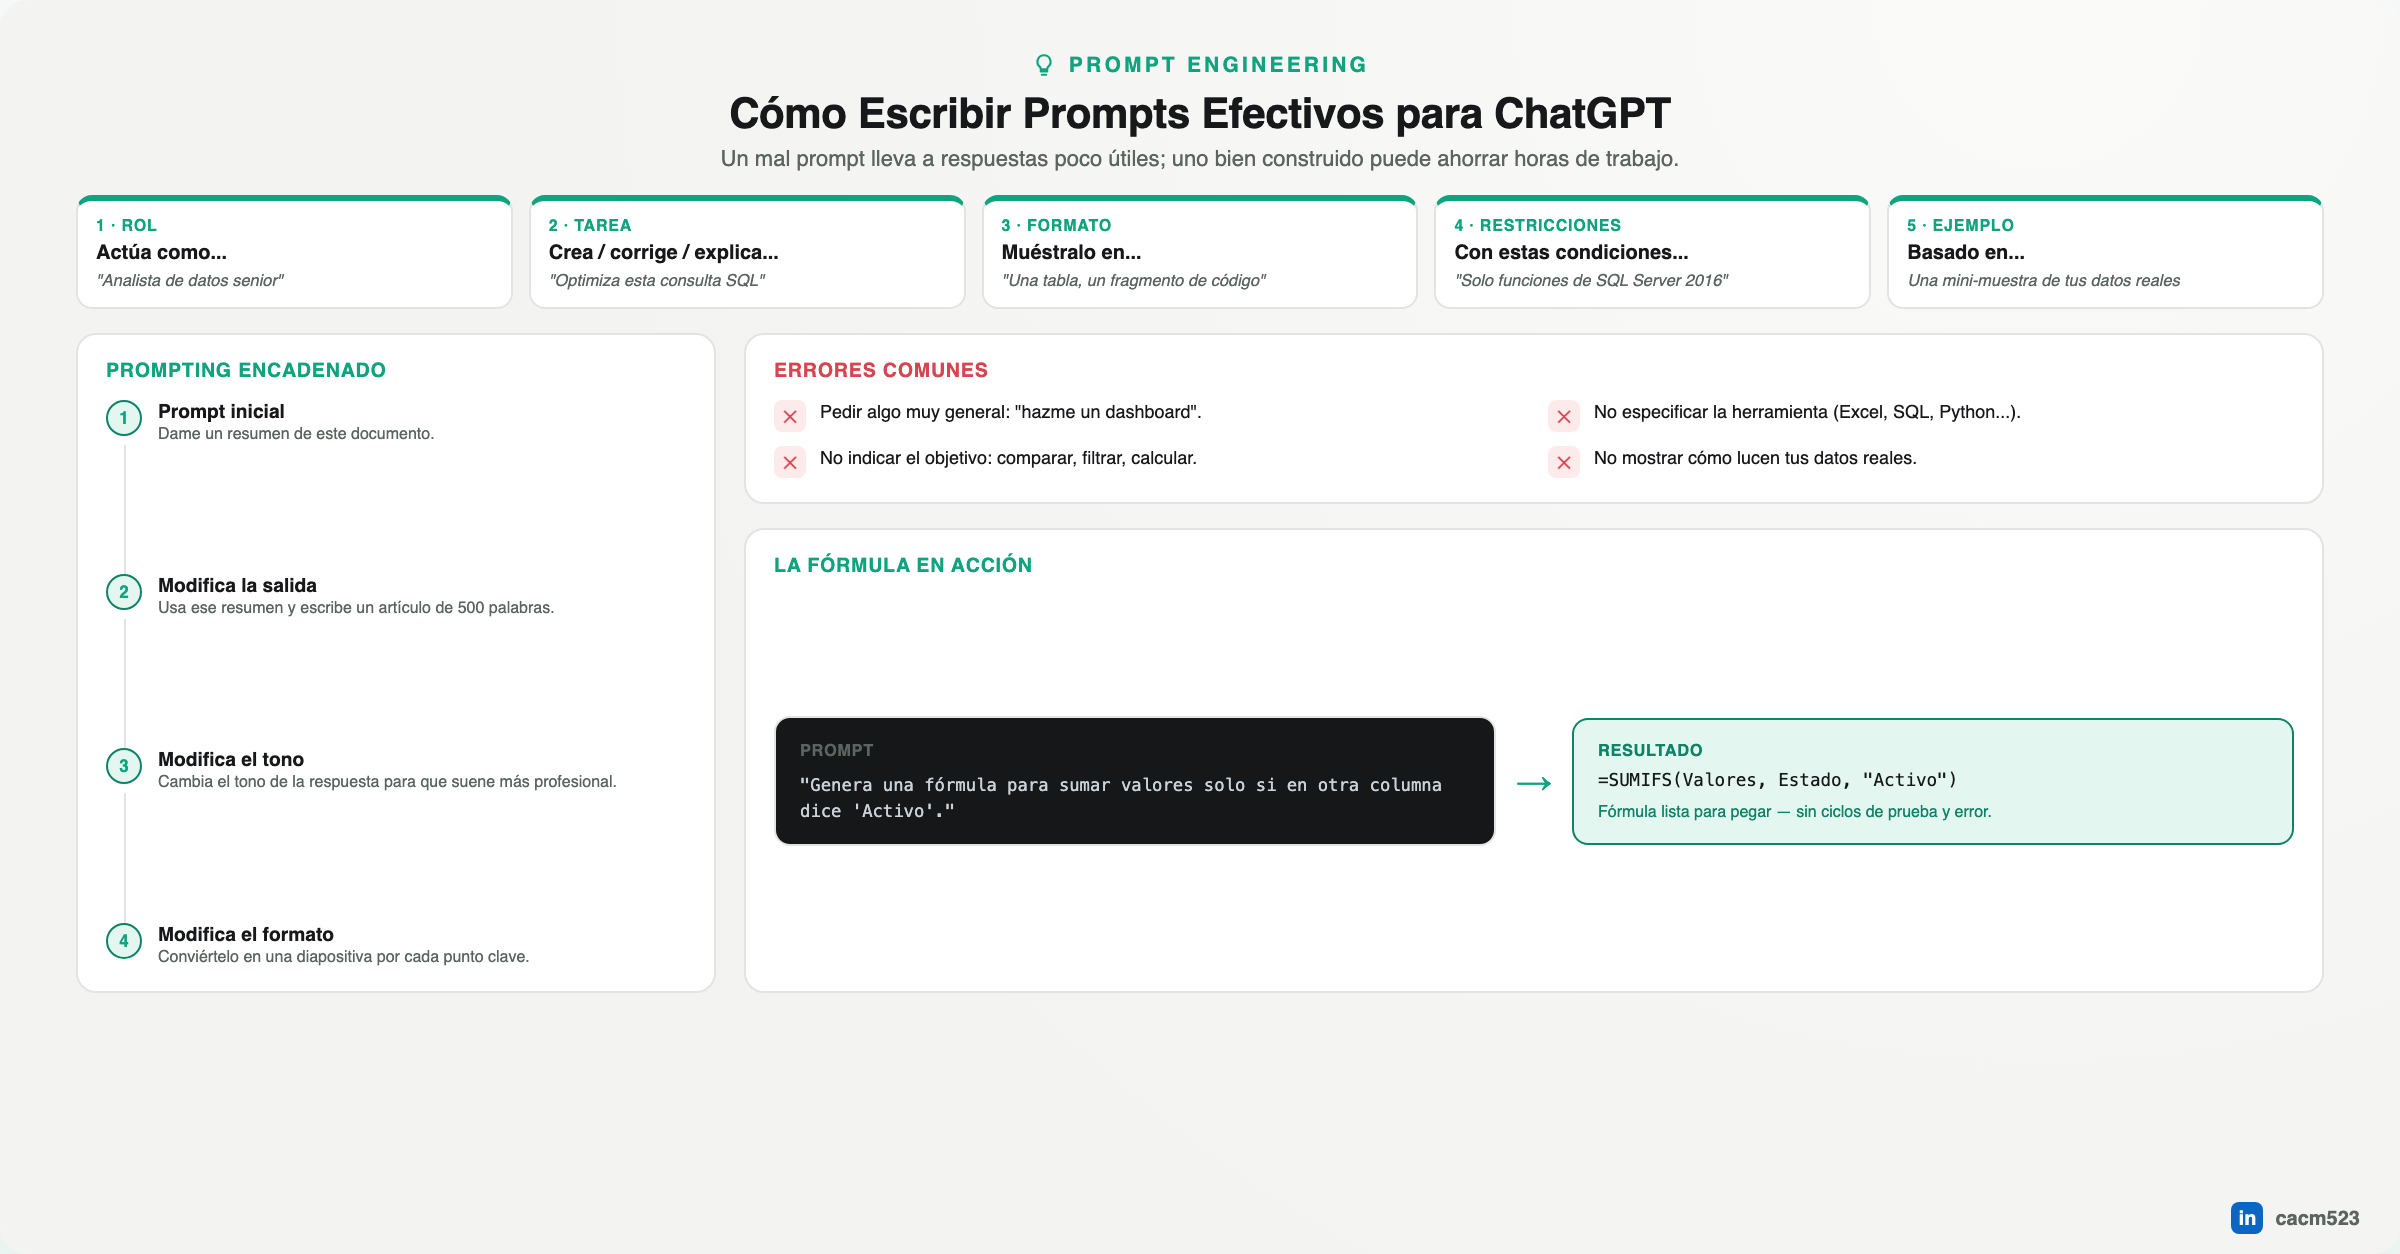 PROMPT ENGINEERING
Cómo Escribir Prompts Efectivos para ChatGPT
Un mal prompt lleva a respuestas poco útiles; uno bien construido puede ahorrar horas de trabajo.
1 · ROL
Actúa como...
"Analista de datos senior"
2 · TAREA
Crea / corrige / explica...
"Optimiza esta consulta SQL"
3 · FORMATO
Muéstralo en...
"Una tabla, un fragmento de código"
4 · RESTRICCIONES
Con estas condiciones...
"Solo funciones de SQL Server 2016"
5 · EJEMPLO
Basado en...
Una mini-muestra de tus datos reales
PROMPTING ENCADENADO
1
Prompt inicial
Dame un resumen de este documento.
2
Modifica la salida
Usa ese resumen y escribe un artículo de 500 palabras.
3
Modifica el tono
Cambia el tono de la respuesta para que suene más profesional.
4
Modifica el formato
Conviértelo en una diapositiva por cada punto clave.
ERRORES COMUNES
Pedir algo muy general: "hazme un dashboard".
No especificar la herramienta (Excel, SQL, Python...).
No indicar el objetivo: comparar, filtrar, calcular.
No mostrar cómo lucen tus datos reales.
LA FÓRMULA EN ACCIÓN
PROMPT
"Genera una fórmula para sumar valores solo si en otra columna
dice 'Activo'."
→
RESULTADO
=SUMIFS(Valores, Estado, "Activo")
Fórmula lista para pegar — sin ciclos de prueba y error.
in cacm523